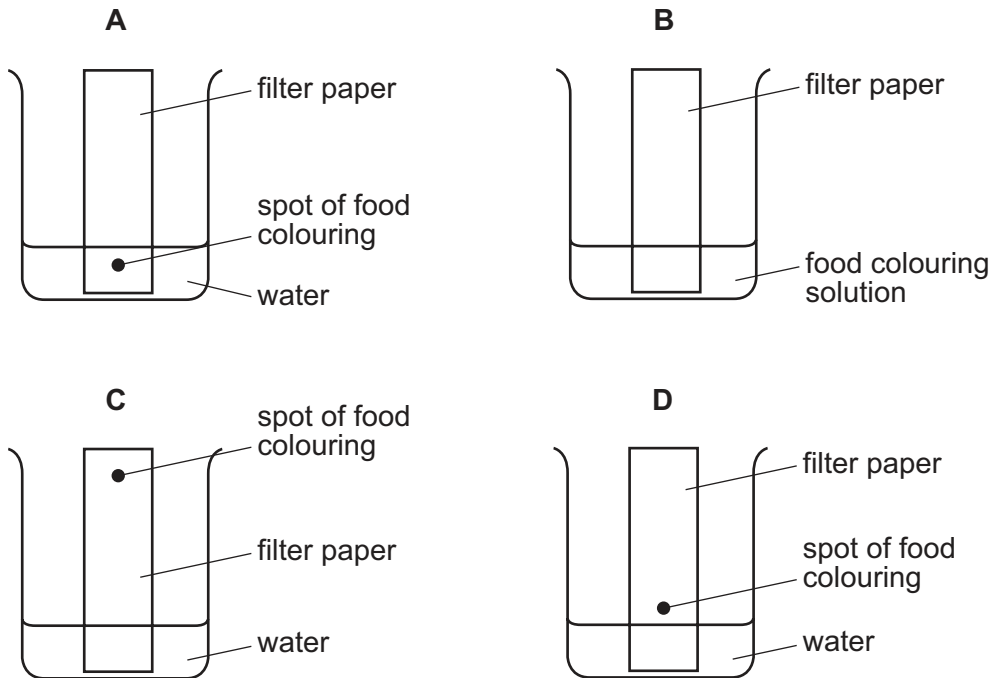 A
filter paper
spot of food
colouring
water
B
filter paper
food colouring
solution
C
spot of food
colouring
filter paper
water
D
filter paper
spot of food
colouring
water